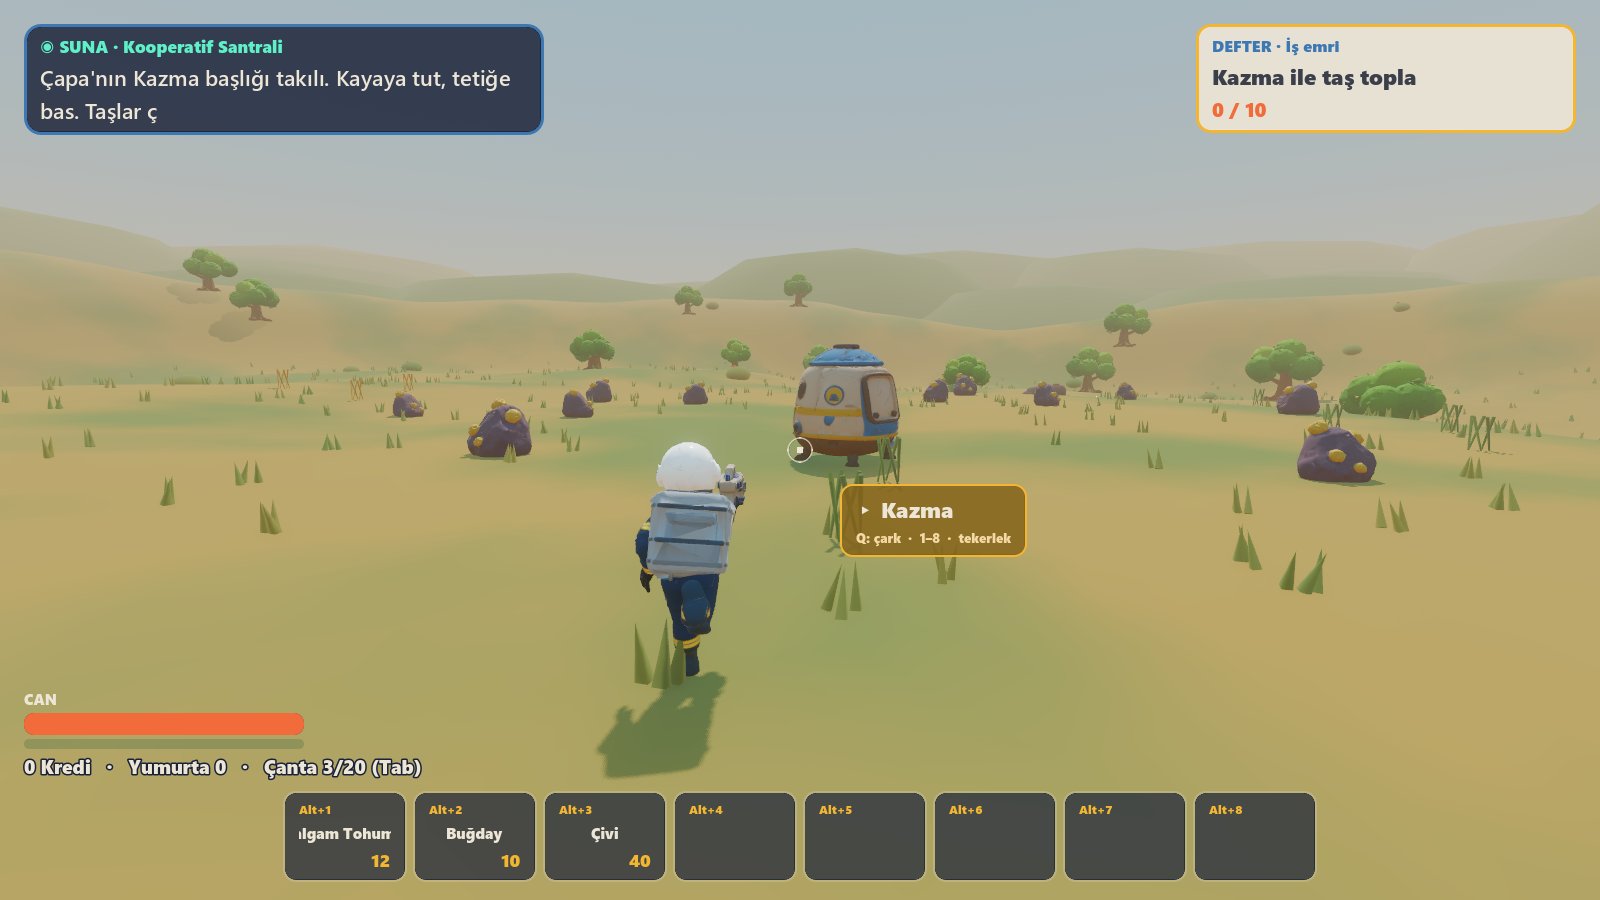 ◉ SUNA · Kooperatif Santrali
Çapa'nın Kazma başlığı takılı. Kayaya tut, tetiğe
bas. Taşlar ç
DEFTER · İş emri
Kazma ile taş topla
0 / 10
▸ Kazma
Q: çark · 1–8 · tekerlek
CAN
0 Kredi · Yumurta 0 · Çanta 3/20 (Tab)
Alt+1 Alt+2 Alt+3 Alt+4 Alt+5 Alt+6 Alt+7 Alt+8
Tohum Buğday Çivi
12 10 40